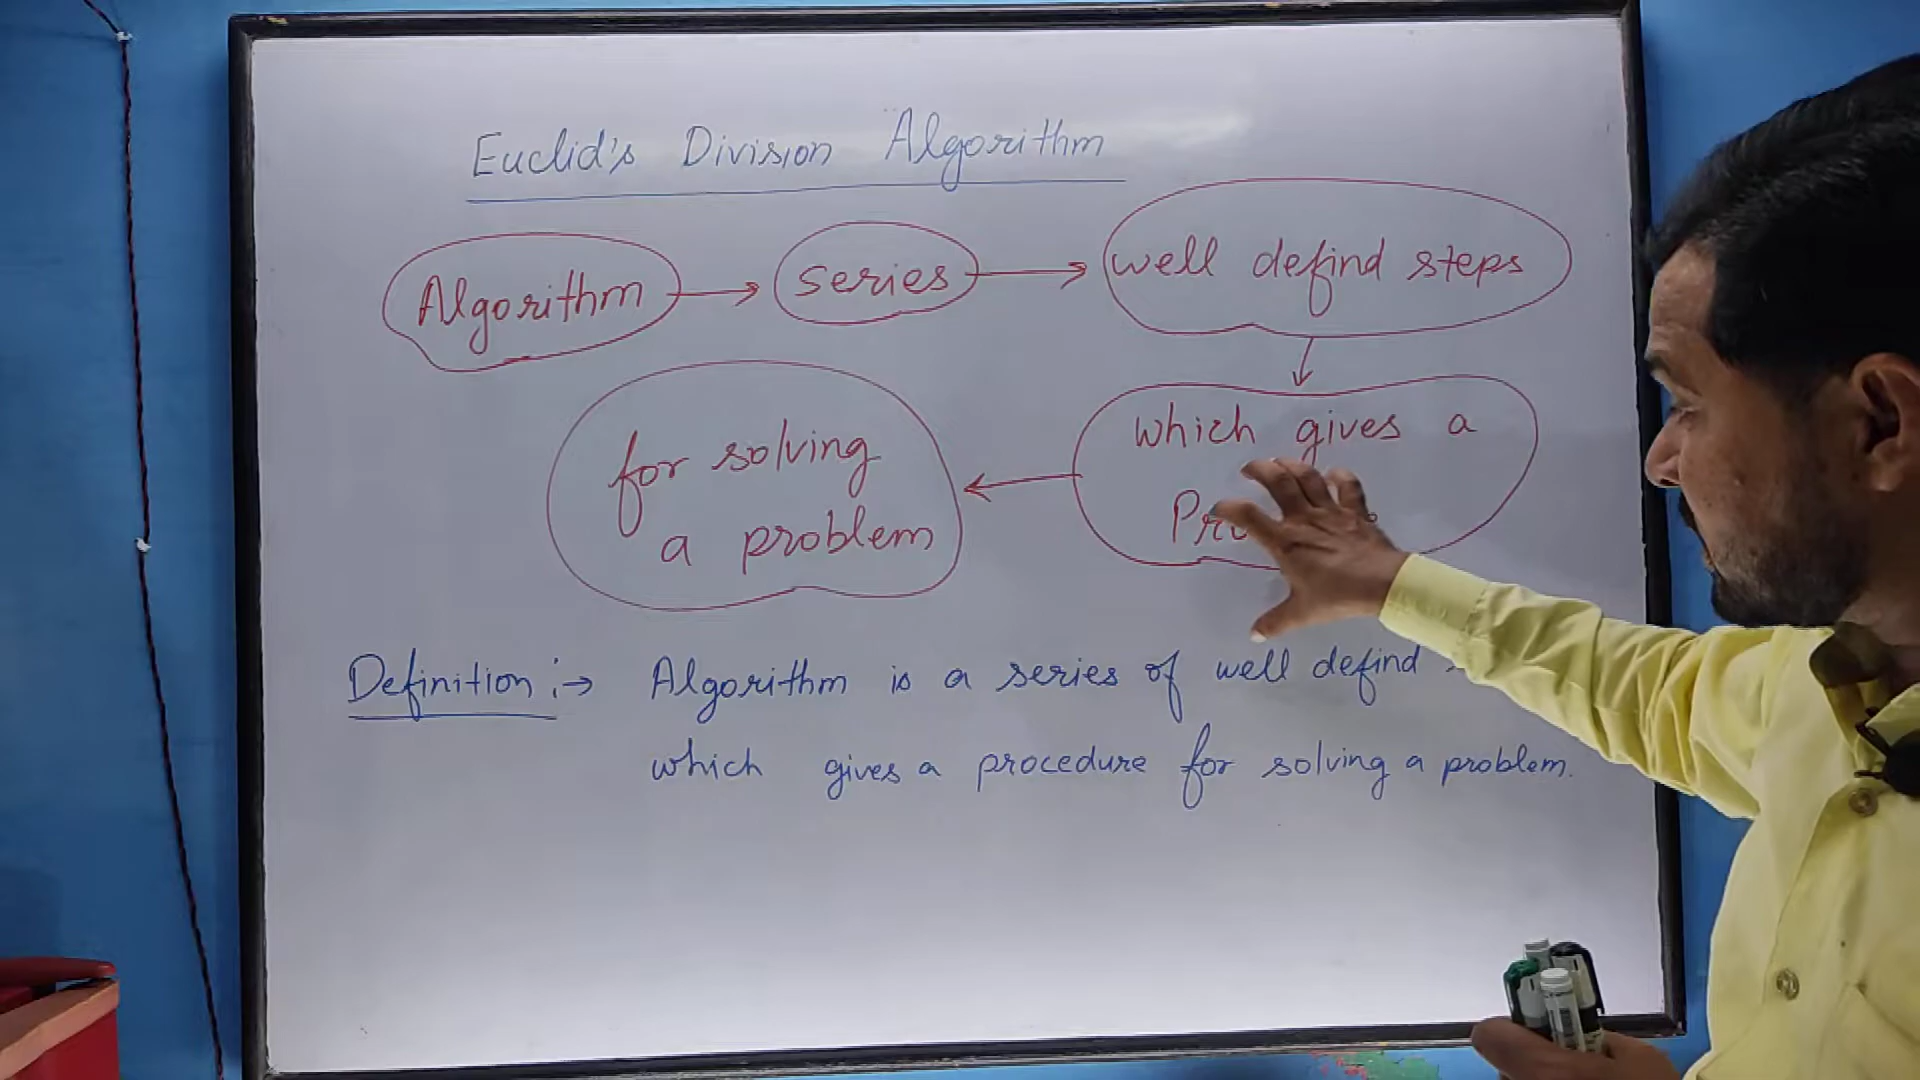 Euclid's Division Algorithm
Algorithm → series → well defind steps
which gives a
for solving
a problem
Definition :→ Algorithm is a series of well defind
which gives a procedure for solving a problem.